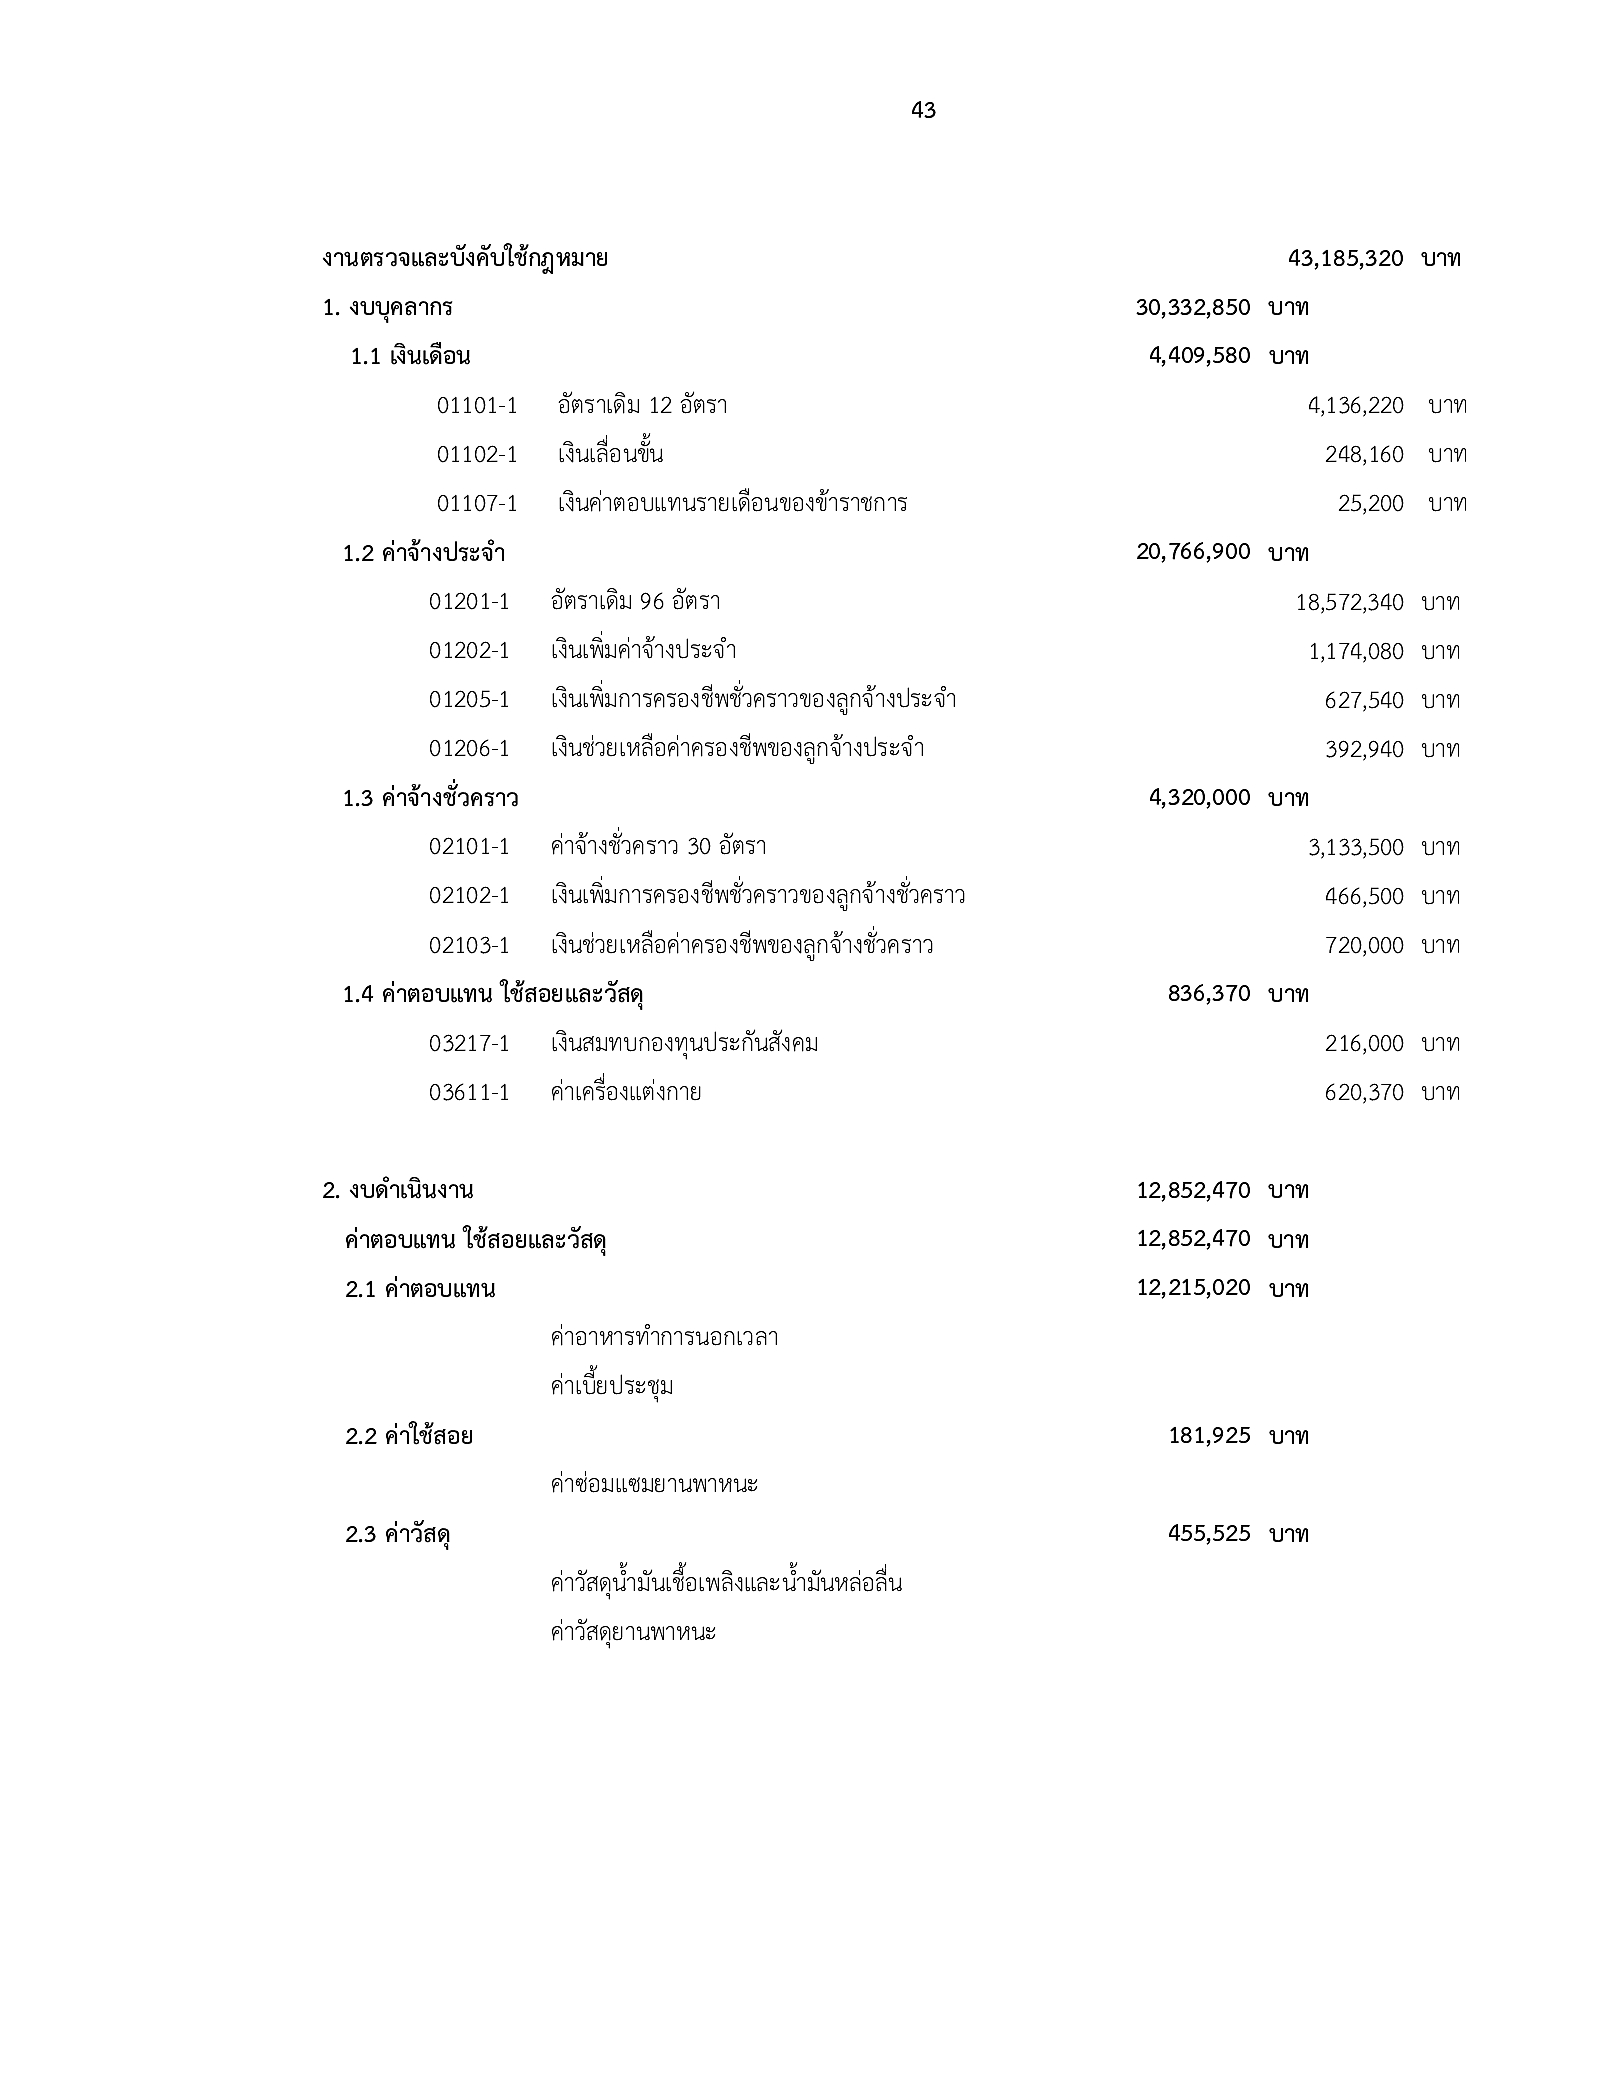 43
งานตรวจและบังคับใช้กฎหมาย 43,185,320 บาท
1. งบบุคลากร 30,332,850 บาท
1.1 เงินเดือน 4,409,580 บาท
01101-1 อัตราเดิม 12 อัตรา 4,136,220 บาท
01102-1 เงินเลื่อนขั้น 248,160 บาท
01107-1 เงินค่าตอบแทนรายเดือนของข้าราชการ 25,200 บาท
1.2 ค่าจ้างประจำ 20,766,900 บาท
01201-1 อัตราเดิม 96 อัตรา 18,572,340 บาท
01202-1 เงินเพิ่มค่าจ้างประจำ 1,174,080 บาท
01205-1 เงินเพิ่มการครองชีพชั่วคราวของลูกจ้างประจำ 627,540 บาท
01206-1 เงินช่วยเหลือค่าครองชีพของลูกจ้างประจำ 392,940 บาท
1.3 ค่าจ้างชั่วคราว 4,320,000 บาท
02101-1 ค่าจ้างชั่วคราว 30 อัตรา 3,133,500 บาท
02102-1 เงินเพิ่มการครองชีพชั่วคราวของลูกจ้างชั่วคราว 466,500 บาท
02103-1 เงินช่วยเหลือค่าครองชีพของลูกจ้างชั่วคราว 720,000 บาท
1.4 ค่าตอบแทน ใช้สอยและวัสดุ 836,370 บาท
03217-1 เงินสมทบกองทุนประกันสังคม 216,000 บาท
03611-1 ค่าเครื่องแต่งกาย 620,370 บาท
2. งบดำเนินงาน 12,852,470 บาท
ค่าตอบแทน ใช้สอยและวัสดุ 12,852,470 บาท
2.1 ค่าตอบแทน 12,215,020 บาท
ค่าอาหารทำการนอกเวลา
ค่าเบี้ยประชุม
2.2 ค่าใช้สอย 181,925 บาท
ค่าซ่อมแซมยานพาหนะ
2.3 ค่าวัสดุ 455,525 บาท
ค่าวัสดุน้ำมันเชื้อเพลิงและน้ำมันหล่อลื่น
ค่าวัสดุยานพาหนะ